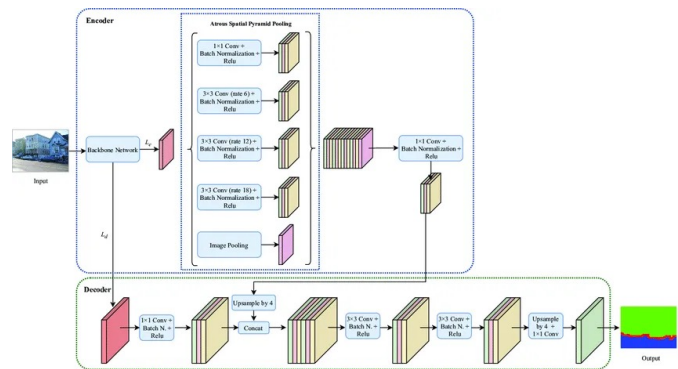 Encoder
Atrous Spatial Pyramid Pooling
1×1 Conv +
Batch Normalization +
Relu
3×3 Conv (rate 6) +
Batch Normalization +
Relu
3×3 Conv (rate 12) +
Batch Normalization +
Relu
3×3 Conv (rate 18) +
Batch Normalization +
Relu
Image Pooling
Input
Backbone Network
Le
1×1 Conv +
Batch Normalization +
Relu
Ld
Decoder
1×1 Conv +
Batch N. +
Relu
Upsample by 4
Concat
3×3 Conv +
Batch N. +
Relu
3×3 Conv +
Batch N. +
Relu
Upsample
by 4 +
1×1 Conv
Output